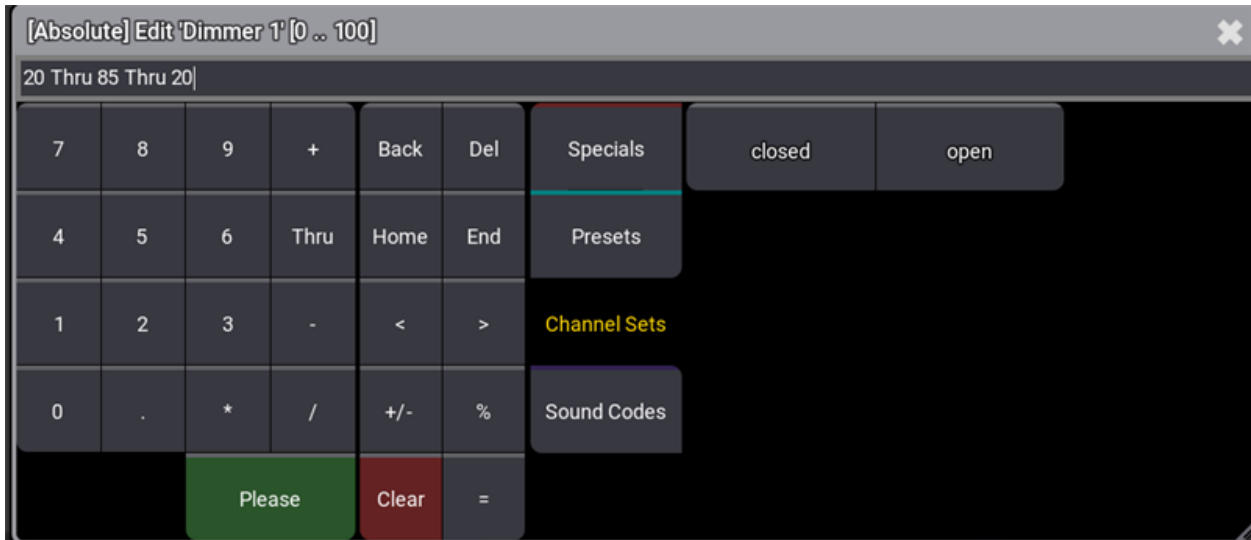 [Absolute] Edit 'Dimmer 1' [0 .. 100]
20 Thru 85 Thru 20
7 8 9 + Back Del Specials closed open
4 5 6 Thru Home End Presets
1 2 3 - < > Channel Sets
0 . * / +/- % Sound Codes
Please Clear =